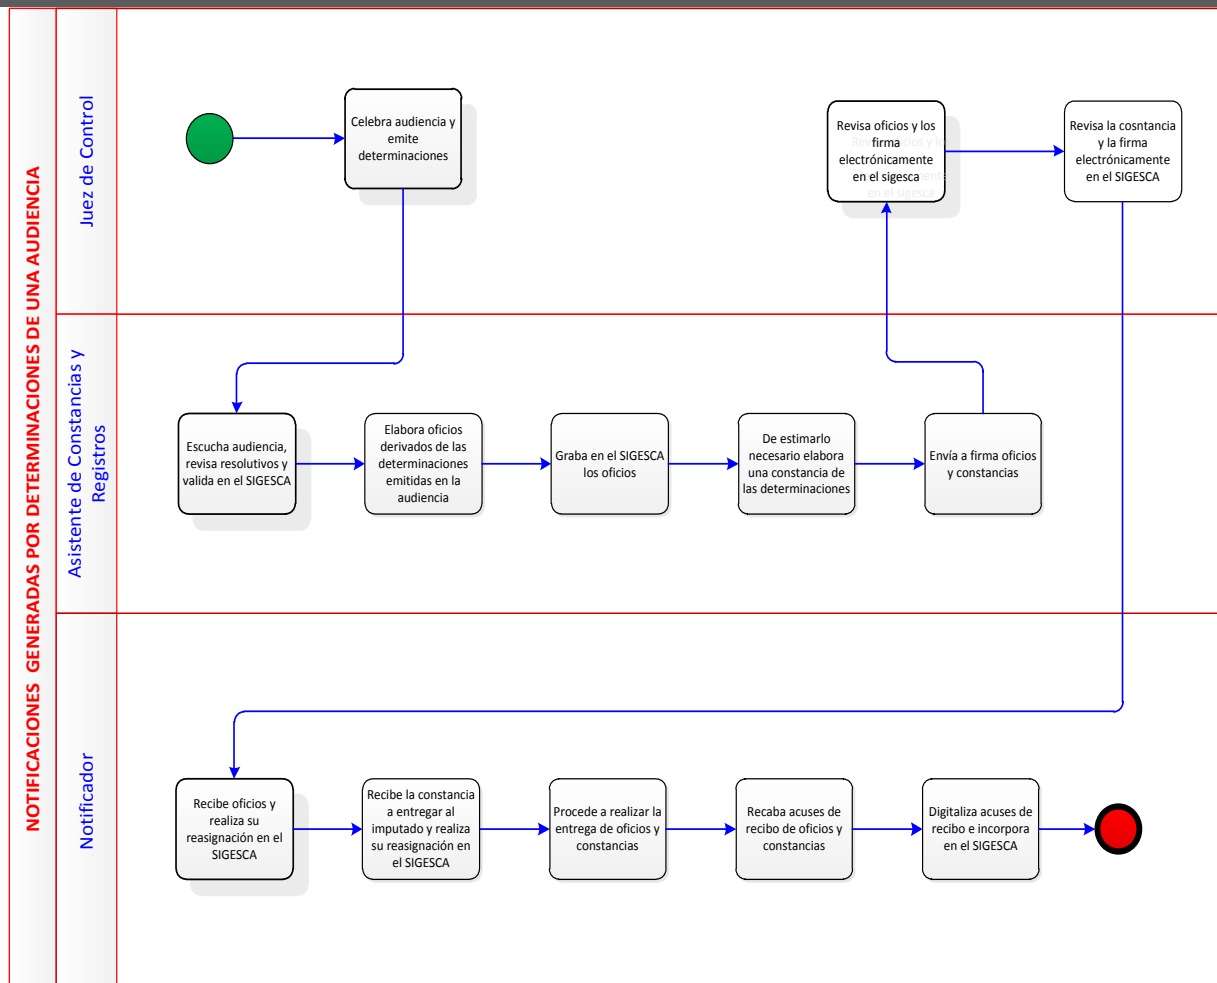 NOTIFICACIONES GENERADAS POR DETERMINACIONES DE UNA AUDIENCIA
Juez de Control
Celebra audiencia y
emite
determinaciones
Revisa oficios y los
firma
electrónicamente
en el sigesca
Revisa la cosntancia
y la firma
electrónicamente
en el SIGESCA
Asistente de Constancias y
Registros
Escucha audiencia,
revisa resolutivos y
valida en el SIGESCA
Elabora oficios
derivados de las
determinaciones
emitidas en la
audiencia
Graba en el SIGESCA
los oficios
De estimarlo
necesario elabora
una constancia de
las determinaciones
Envía a firma oficios
y constancias
Notificador
Recibe oficios y
realiza su
reasignación en el
SIGESCA
Recibe la constancia
a entregar al
imputado y realiza
su reasignación en
el SIGESCA
Procede a realizar la
entrega de oficios y
constancias
Recaba acuses de
recibo de oficios y
constancias
Digitaliza acuses de
recibo e incorpora
en el SIGESCA